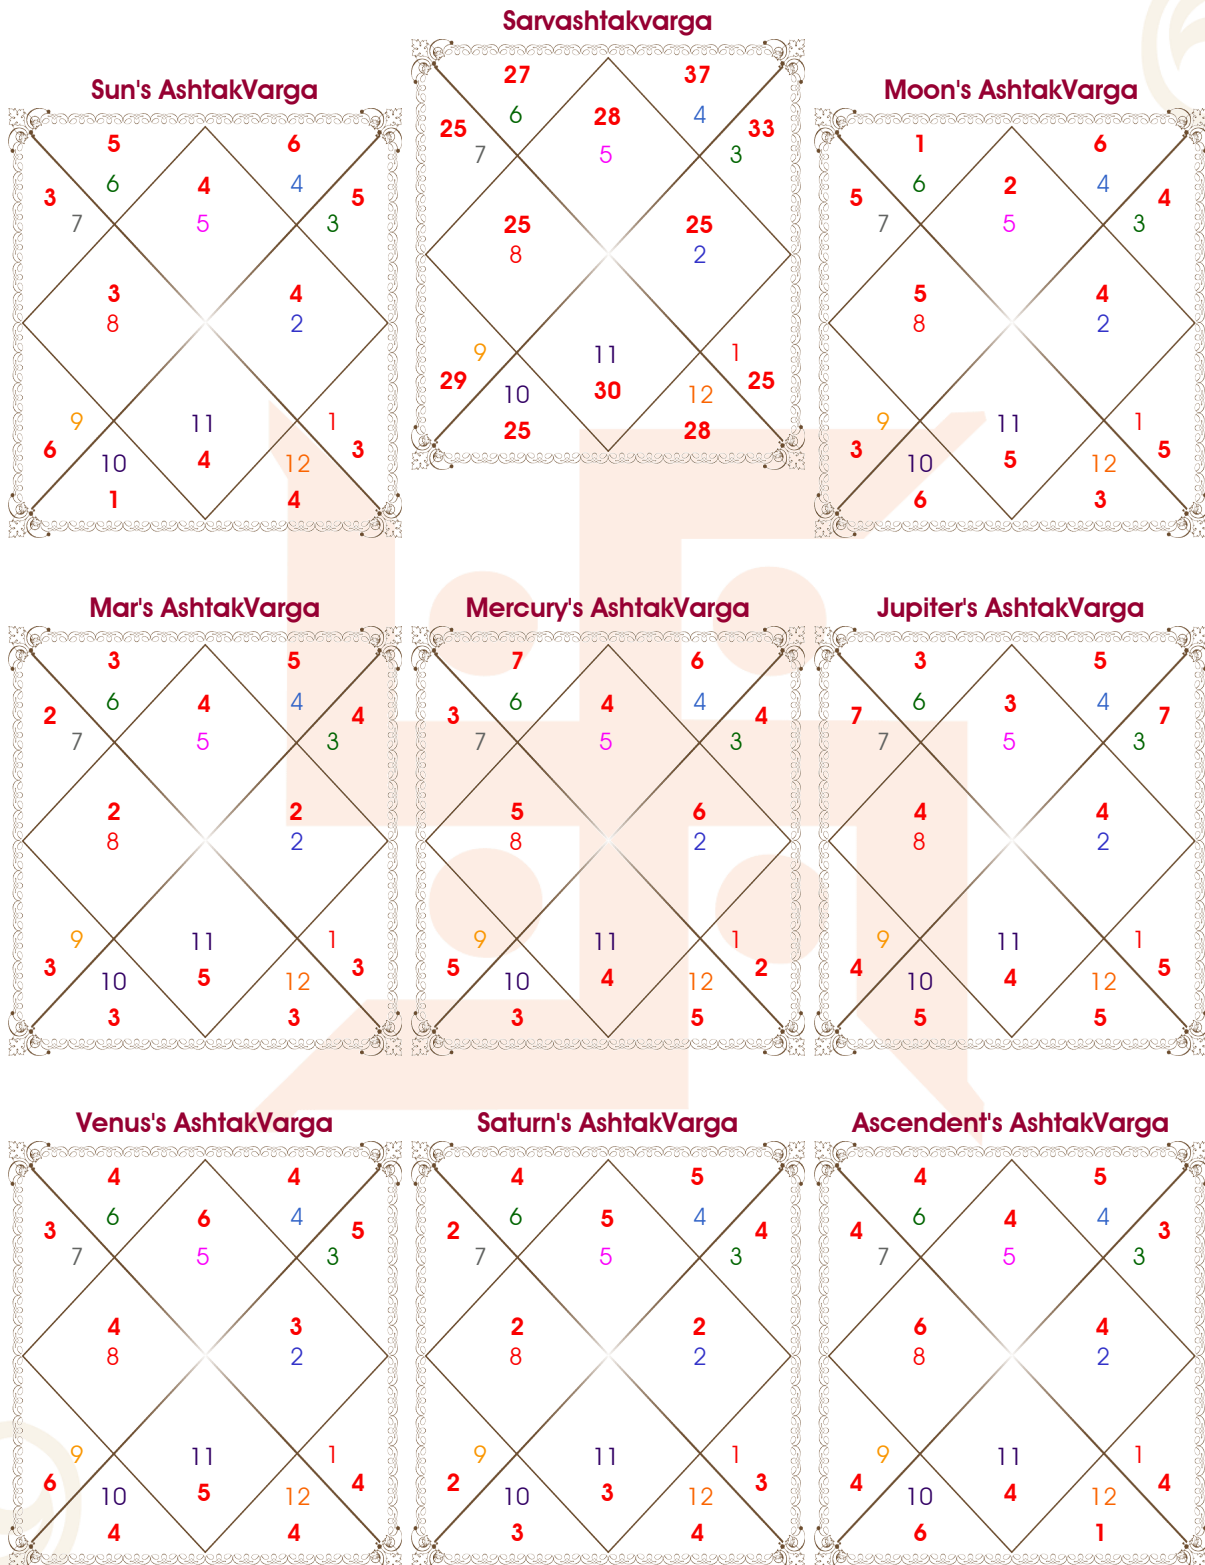 Sarvashtakvarga
27 37
28
25 6 4 33
7 5 3
25 25
8 2
9 11 1
29 30 25
10 12
25 28
Sun's AshtakVarga
5 6
4
3 6 4 5
7 5 3
3 4
8 2
9 11 1
6 4 3
10 12
1 4
Moon's AshtakVarga
1 6
2
5 6 4 4
7 5 3
5 4
8 2
9 11 1
3 5 5
10 12
6 3
Mar's AshtakVarga
3 5
4
2 6 4 4
7 5 3
2 2
8 2
9 11 1
3 5 3
10 12
3 3
Mercury's AshtakVarga
7 6
4
3 6 4 4
7 5 3
5 6
8 2
9 11 1
5 4 2
10 12
3 5
Jupiter's AshtakVarga
3 5
3
7 6 4 7
7 5 3
4 4
8 2
9 11 1
4 4 5
10 12
5 5
Venus's AshtakVarga
4 4
6
3 6 4 5
7 5 3
4 3
8 2
9 11 1
6 5 4
10 12
4 4
Saturn's AshtakVarga
4 5
5
2 6 4 4
7 5 3
2 2
8 2
9 11 1
2 3 3
10 12
3 4
Ascendent's AshtakVarga
4 5
4
4 6 4 3
7 5 3
6 4
8 2
9 11 1
4 4 4
10 12
6 1